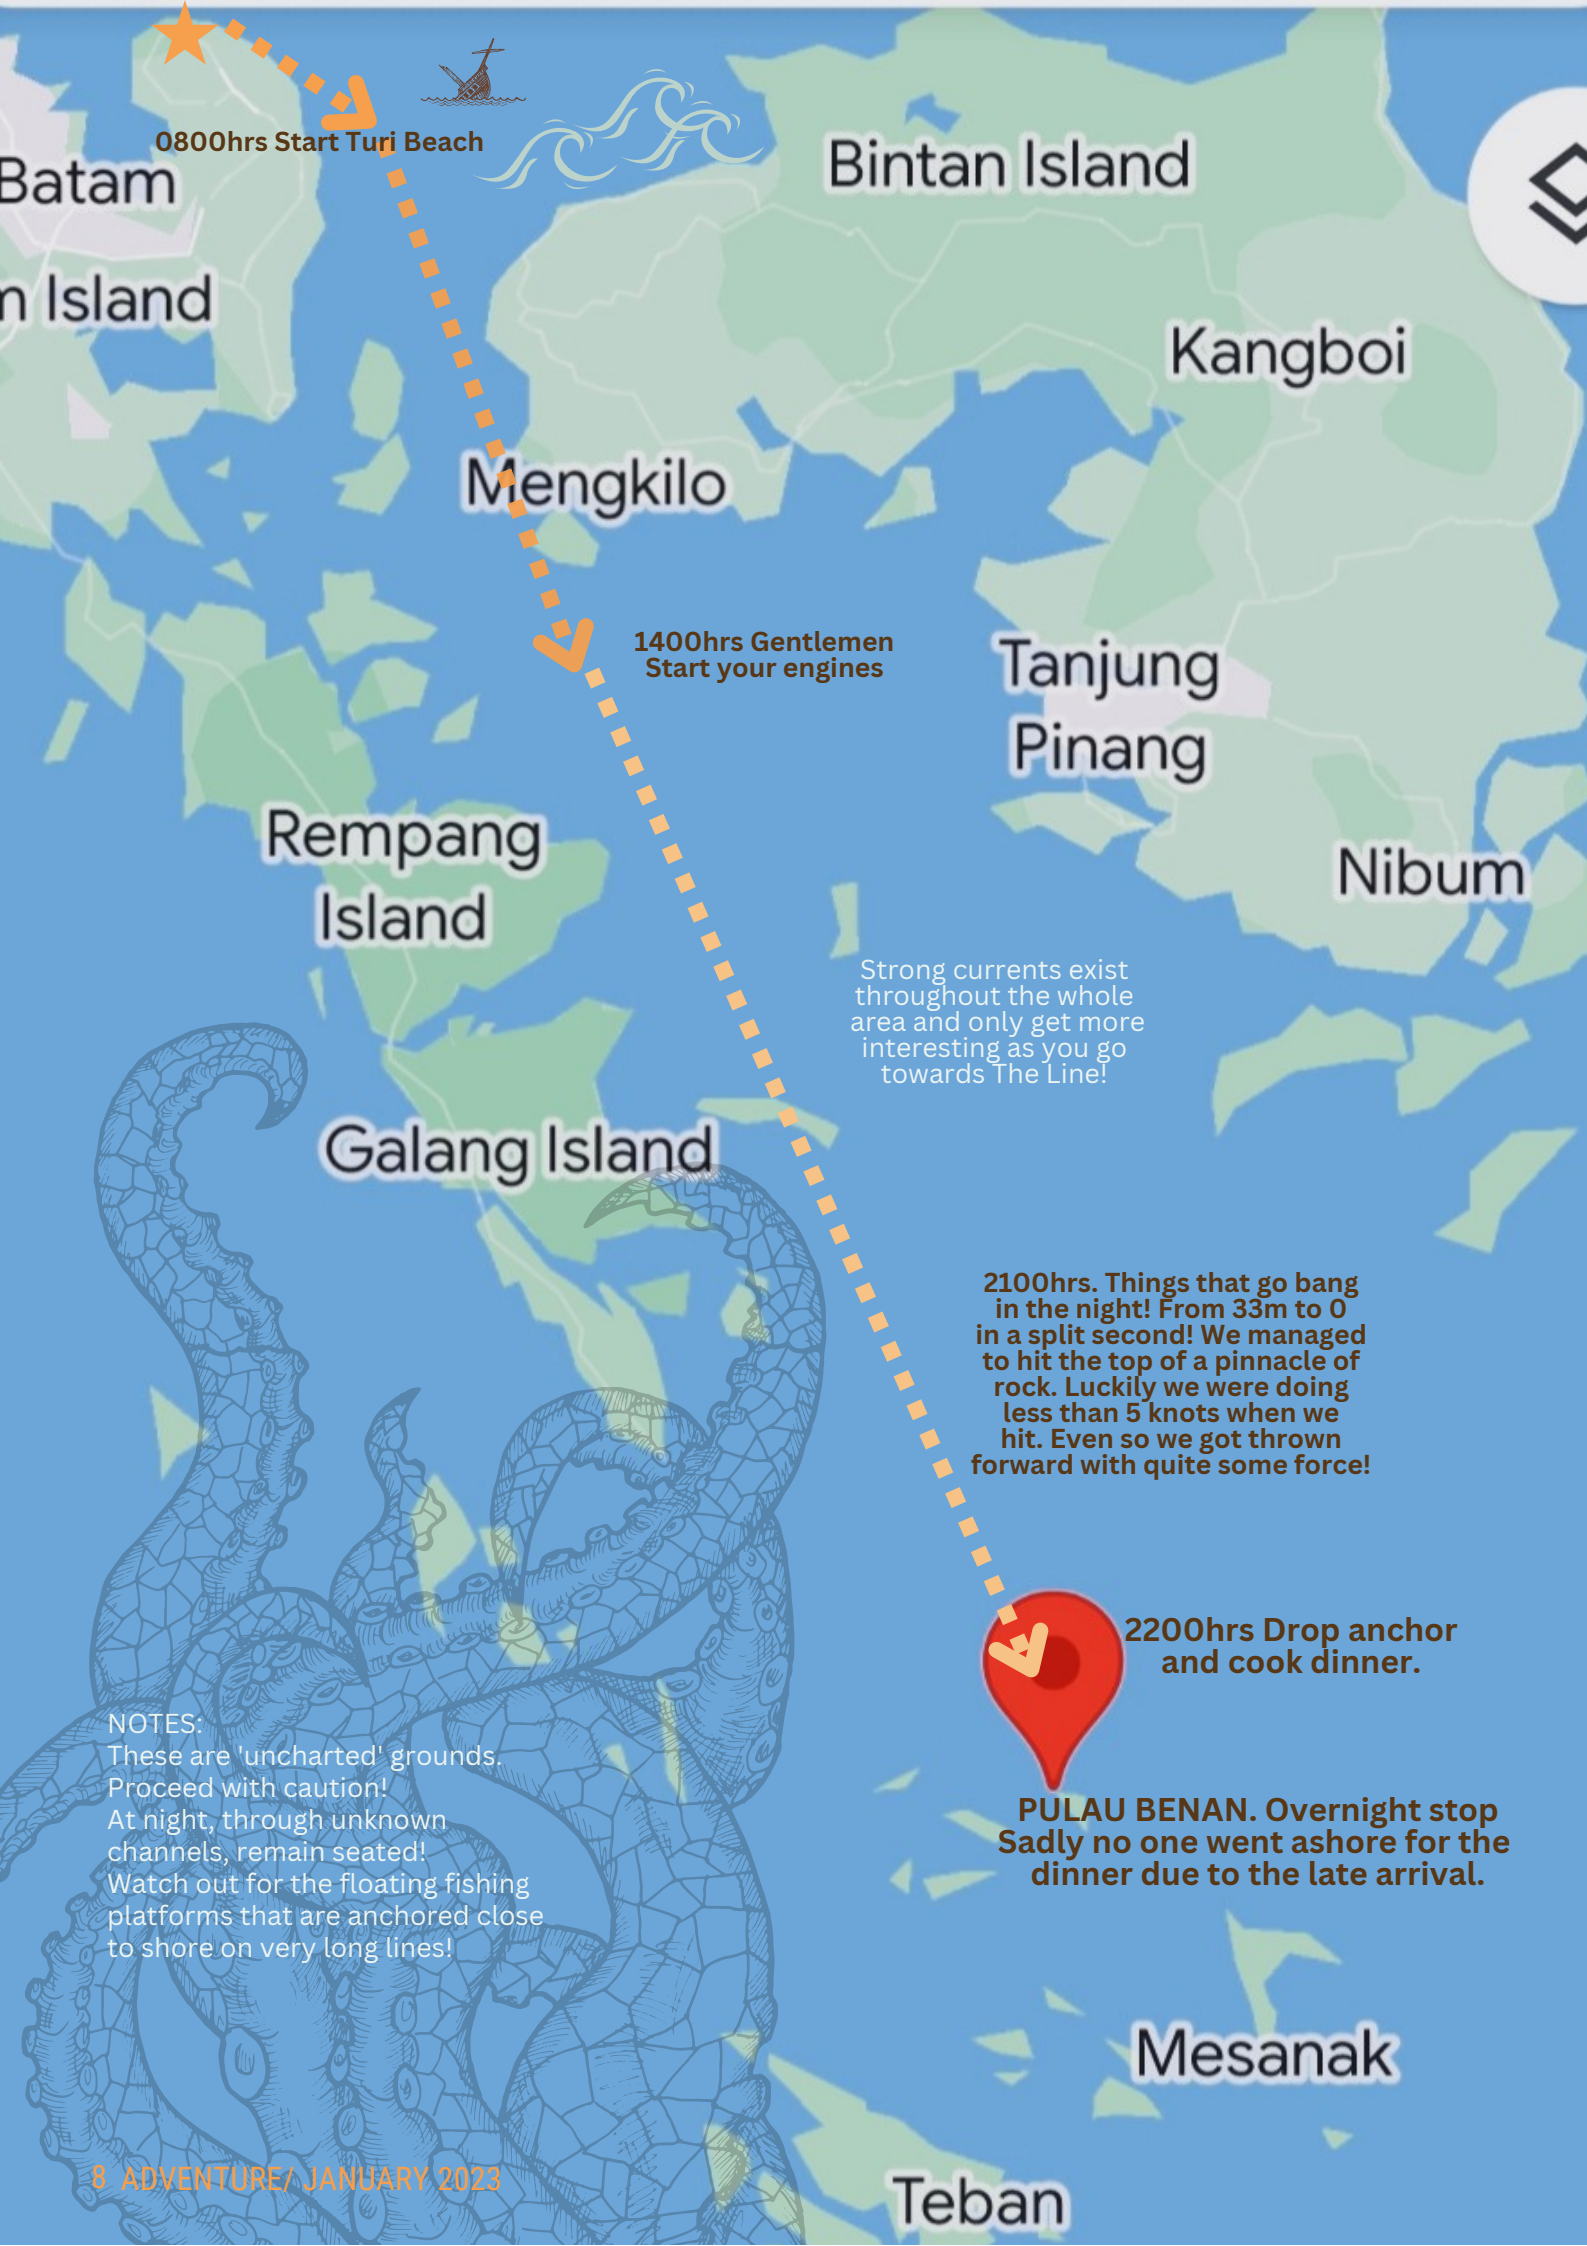 0800hrs Start Turi Beach
Batam
Bintan Island
n Island
Kangboi
Mengkilo
1400hrs Gentlemen
Start your engines
Tanjung
Pinang
Rempang
Island
Nibum
Strong currents exist
throughout the whole
area and only get more
interesting as you go
towards The Line!
Galang Island
2100hrs. Things that go bang
in the night! From 33m to 0
in a split second! We managed
to hit the top of a pinnacle of
rock. Luckily we were doing
less than 5 knots when we
hit. Even so we got thrown
forward with quite some force!
2200hrs Drop anchor
and cook dinner.
NOTES:
These are 'uncharted' grounds.
Proceed with caution!
At night, through unknown
channels, remain seated!
Watch out for the floating fishing
platforms that are anchored close
to shore on very long lines!
PULAU BENAN. Overnight stop
Sadly no one went ashore for the
dinner due to the late arrival.
Mesanak
Teban
8 ADVENTURE/ JANUARY 2023